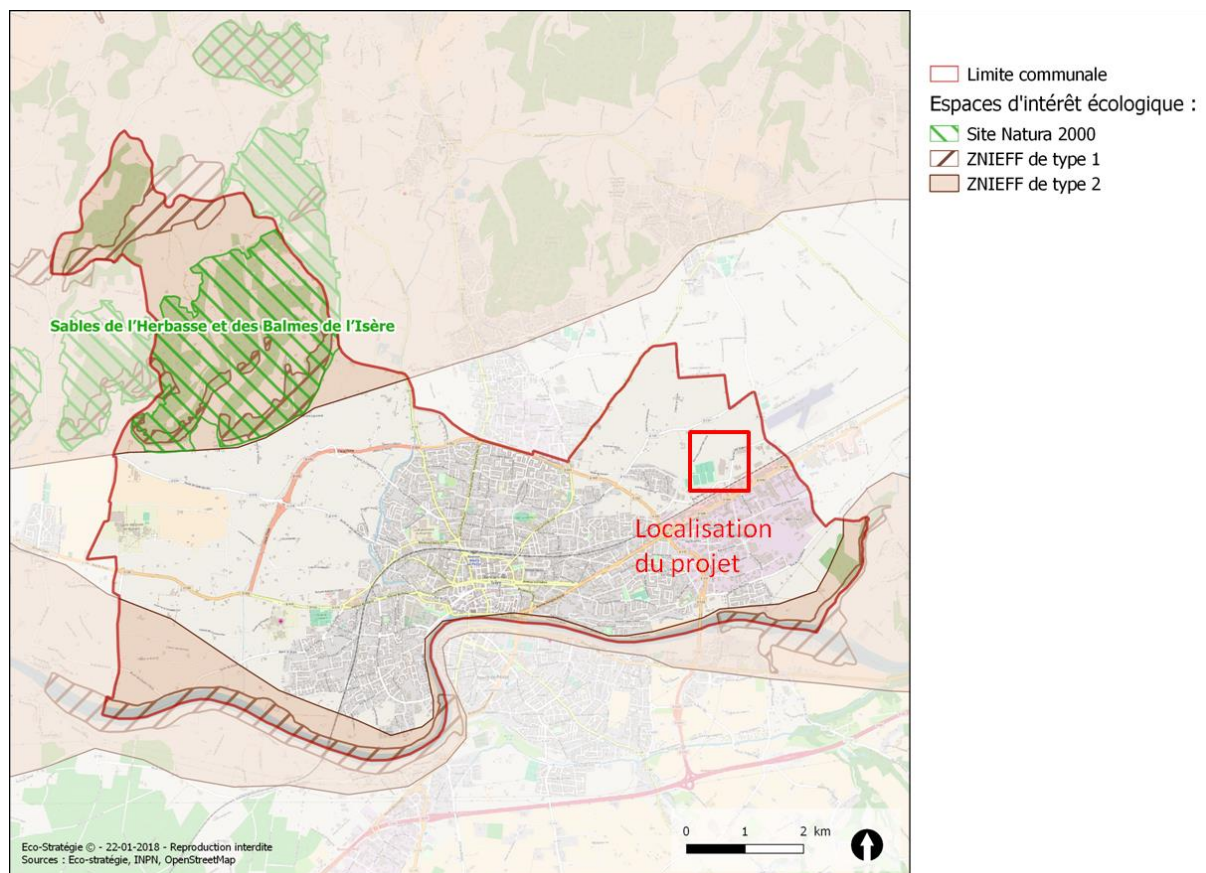 Limite communale
Espaces d'intérêt écologique :
Site Natura 2000
ZNIEFF de type 1
ZNIEFF de type 2
Sables de l'Herbasse et des Balmes de l'Isère
Localisation
du projet
0 1 2 km
Eco-Stratégie © - 22-01-2018 - Reproduction interdite
Sources : Eco-stratégie, INPN, OpenStreetMap